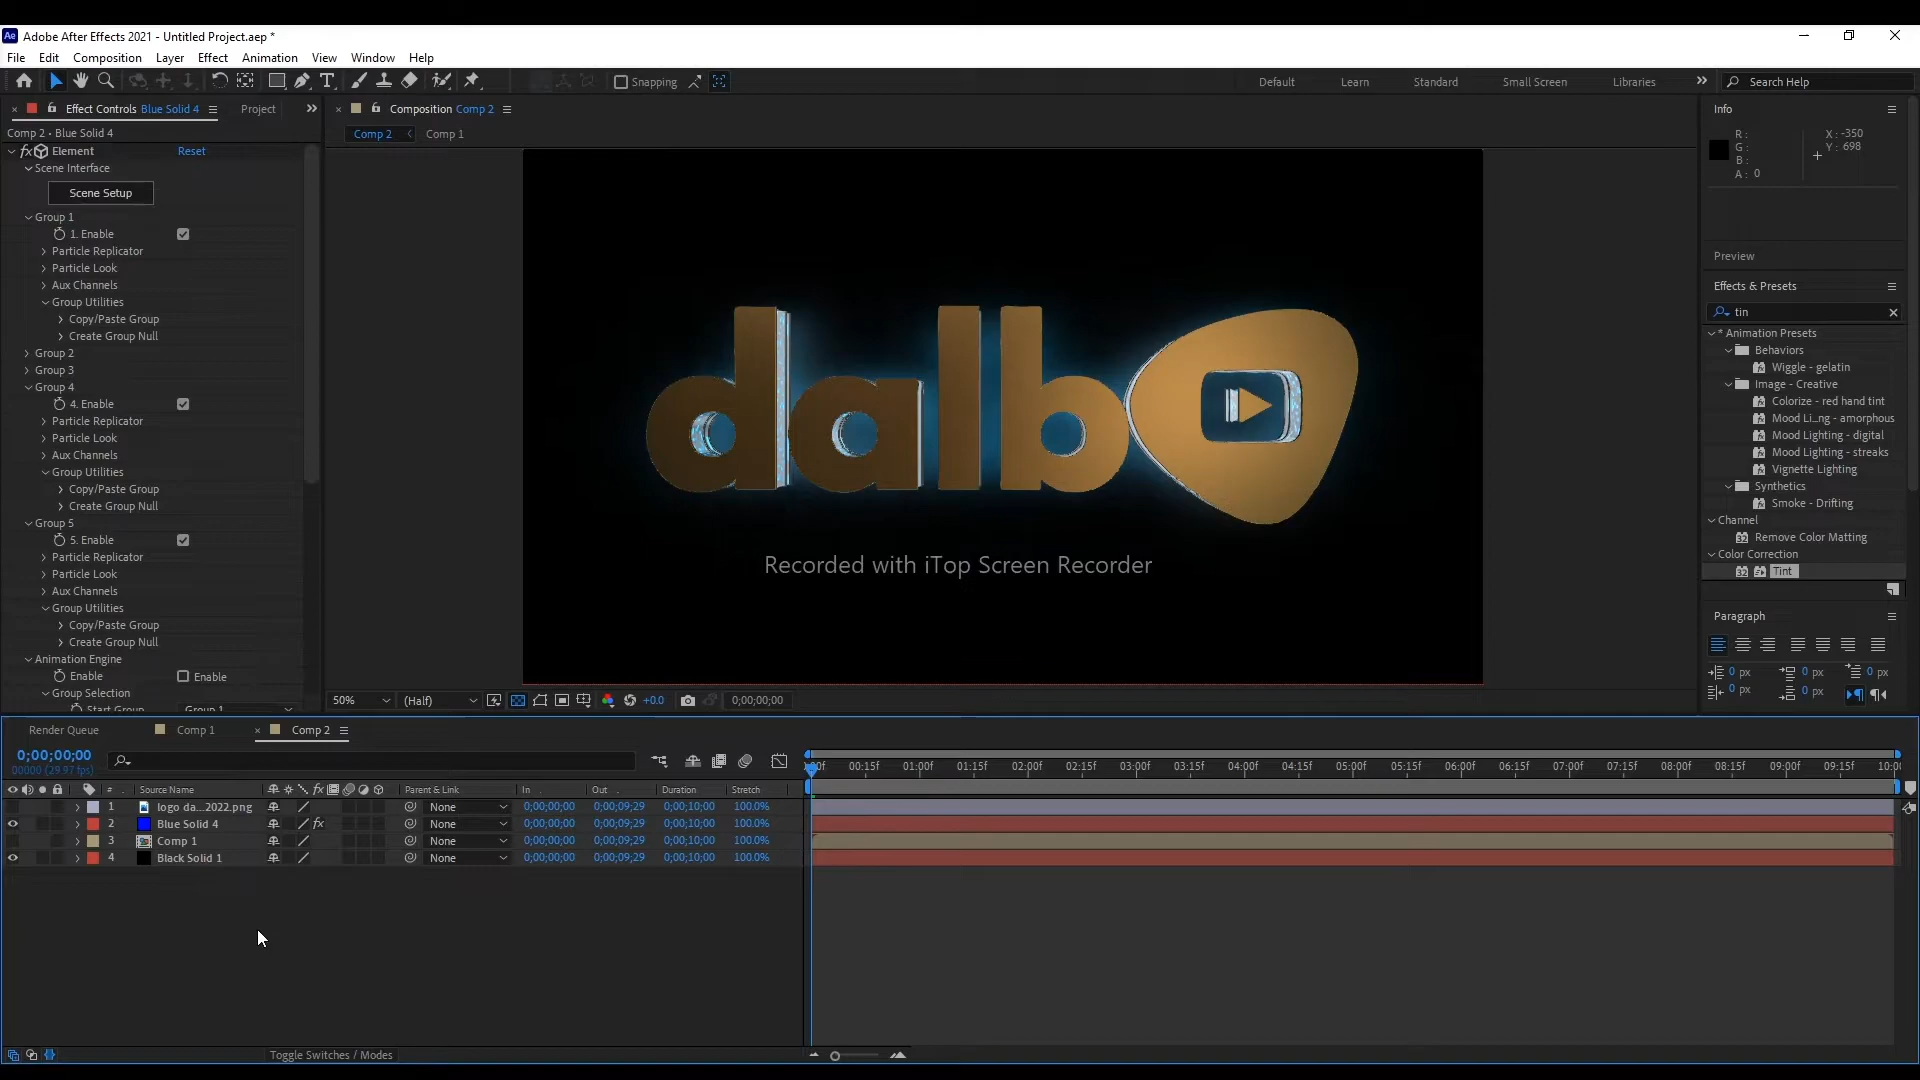 Adobe After Effects 2021 - Untitled Project.aep *
File Edit Composition Layer Effect Animation View Window Help
Snapping
Default Learn Standard Small Screen Libraries Search Help
Effect Controls Blue Solid 4 Project
Composition Comp 2
Info
Comp 2 • Blue Solid 4
Comp 2 Comp 1
R : X : -350
G : Y : 698
B :
A : 0
fx Element Reset
Scene Interface
Scene Setup
Group 1
1. Enable
Particle Replicator
Particle Look
Aux Channels
Group Utilities
Copy/Paste Group
Create Group Null
Group 2
Group 3
Group 4
4. Enable
Particle Replicator
Particle Look
Aux Channels
Group Utilities
Copy/Paste Group
Create Group Null
Group 5
5. Enable
Particle Replicator
Particle Look
Aux Channels
Group Utilities
Copy/Paste Group
Create Group Null
Animation Engine
Enable Enable
Group Selection
Start Group Group 1
dalb
Recorded with iTop Screen Recorder
50% (Half) +0.0 0;00;00;00
Preview
Effects & Presets
tin
* Animation Presets
Behaviors
Wiggle - gelatin
Image - Creative
Colorize - red hand tint
Mood Li...ng - amorphous
Mood Lighting - digital
Mood Lighting - streaks
Vignette Lighting
Synthetics
Smoke - Drifting
Channel
32 Remove Color Matting
Color Correction
32 Tint
Paragraph
0 px 0 px 0 px
0 px 0 px
Render Queue Comp 1 Comp 2
0;00;00;00
00000 (29.97 fps)
00:15f 01:00f 01:15f 02:00f 02:15f 03:00f 03:15f 04:00f 04:15f 05:00f 05:15f 06:00f 06:15f 07:00f 07:15f 08:00f 08:15f 09:00f 09:15f
# Source Name fx Parent & Link In Out Duration Stretch
1 logo da...2022.png None 0;00;00;00 0;00;09;29 0;00;10;00 100.0%
2 Blue Solid 4 fx None 0;00;00;00 0;00;09;29 0;00;10;00 100.0%
3 Comp 1 None 0;00;00;00 0;00;09;29 0;00;10;00 100.0%
4 Black Solid 1 None 0;00;00;00 0;00;09;29 0;00;10;00 100.0%
Toggle Switches / Modes